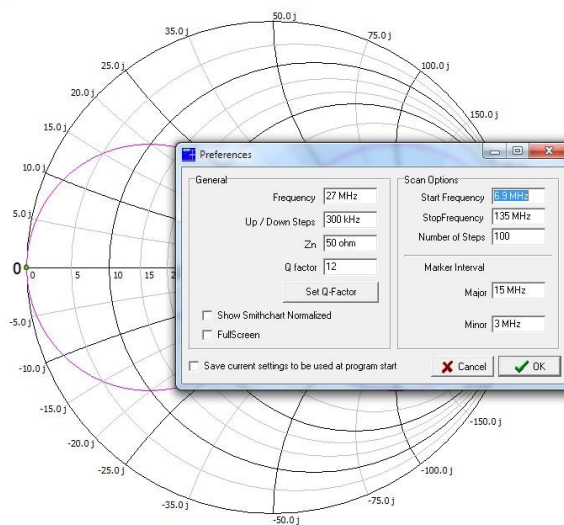 50.0 j
35.0 j
75.0 j
25.0 j
100.0 j
20.0 j
15.0 j
150.0 j
10.0 j
5.0 j
0
0 5 10 15 20
-5.0 j
-10.0 j
-15.0 j
-20.0 j
-25.0 j
-35.0 j
-50.0 j
-75.0 j
-100.0 j
-150.0 j
Preferences
General
Frequency 27 MHz
Up / Down Steps 300 kHz
Zn 50 ohm
Q factor 12
Set Q-Factor
Show Smithchart Normalized
FullScreen
Scan Options
Start Frequency 6.9 MHz
StopFrequency 135 MHz
Number of Steps 100
Marker Interval
Major 15 MHz
Minor 3 MHz
Save current settings to be used at program start
Cancel OK